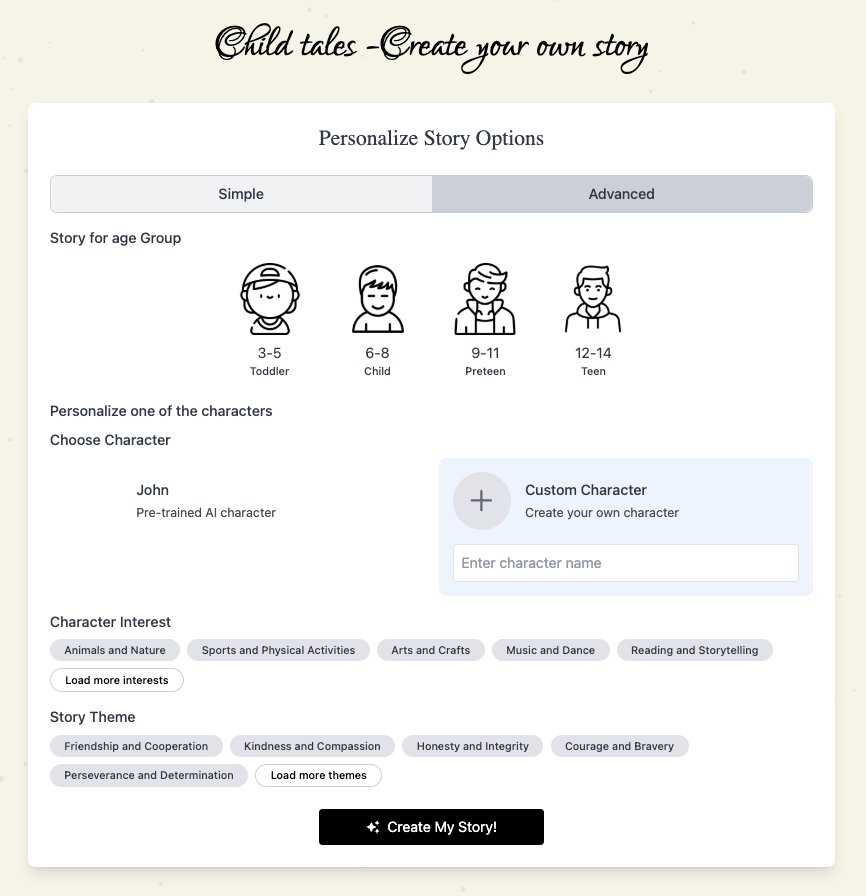 Child tales -Create your own story
Personalize Story Options
Simple Advanced
Story for age Group
3-5 6-8 9-11 12-14
Toddler Child Preteen Teen
Personalize one of the characters
Choose Character
John
Pre-trained AI character
Custom Character
Create your own character
Enter character name
Character Interest
Animals and Nature Sports and Physical Activities Arts and Crafts Music and Dance Reading and Storytelling
Load more interests
Story Theme
Friendship and Cooperation Kindness and Compassion Honesty and Integrity Courage and Bravery
Perseverance and Determination Load more themes
Create My Story!